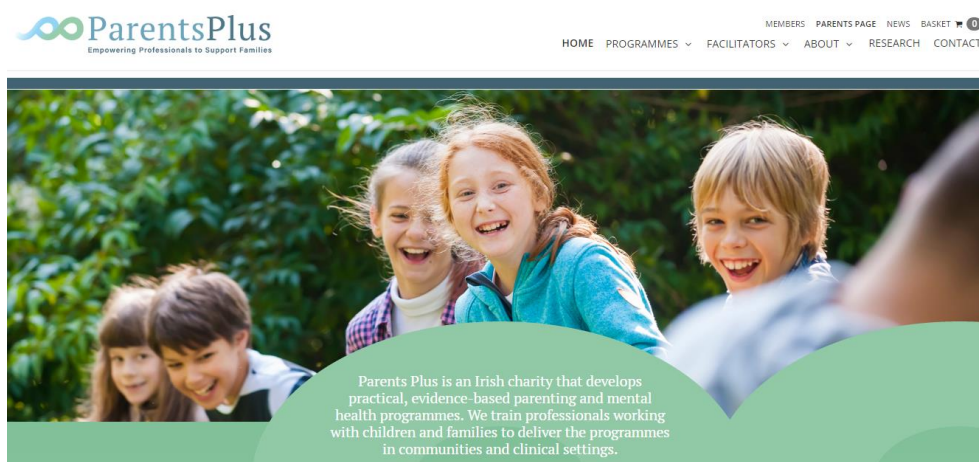 ParentsPlus
Empowering Professionals to Support Families
MEMBERS PARENTS PAGE NEWS BASKET 0
HOME PROGRAMMES FACILITATORS ABOUT RESEARCH CONTACT
Parents Plus is an Irish charity that develops
practical, evidence-based parenting and mental
health programmes. We train professionals working
with children and families to deliver the programmes
in communities and clinical settings.